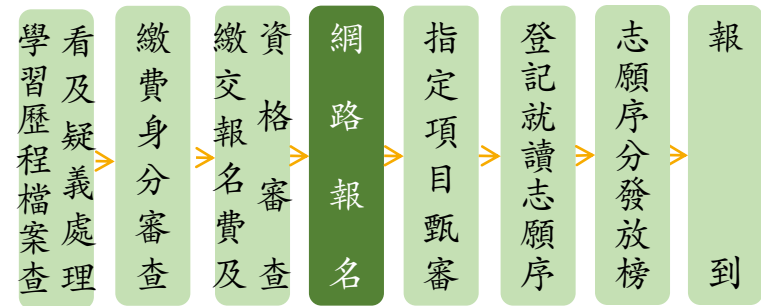 學習歷程檔案查
看及疑義處理
繳費身分審查
繳交報名費及
資格審查
網路報名
指定項目甄審
登記就讀志願序
志願序分發放榜
報到